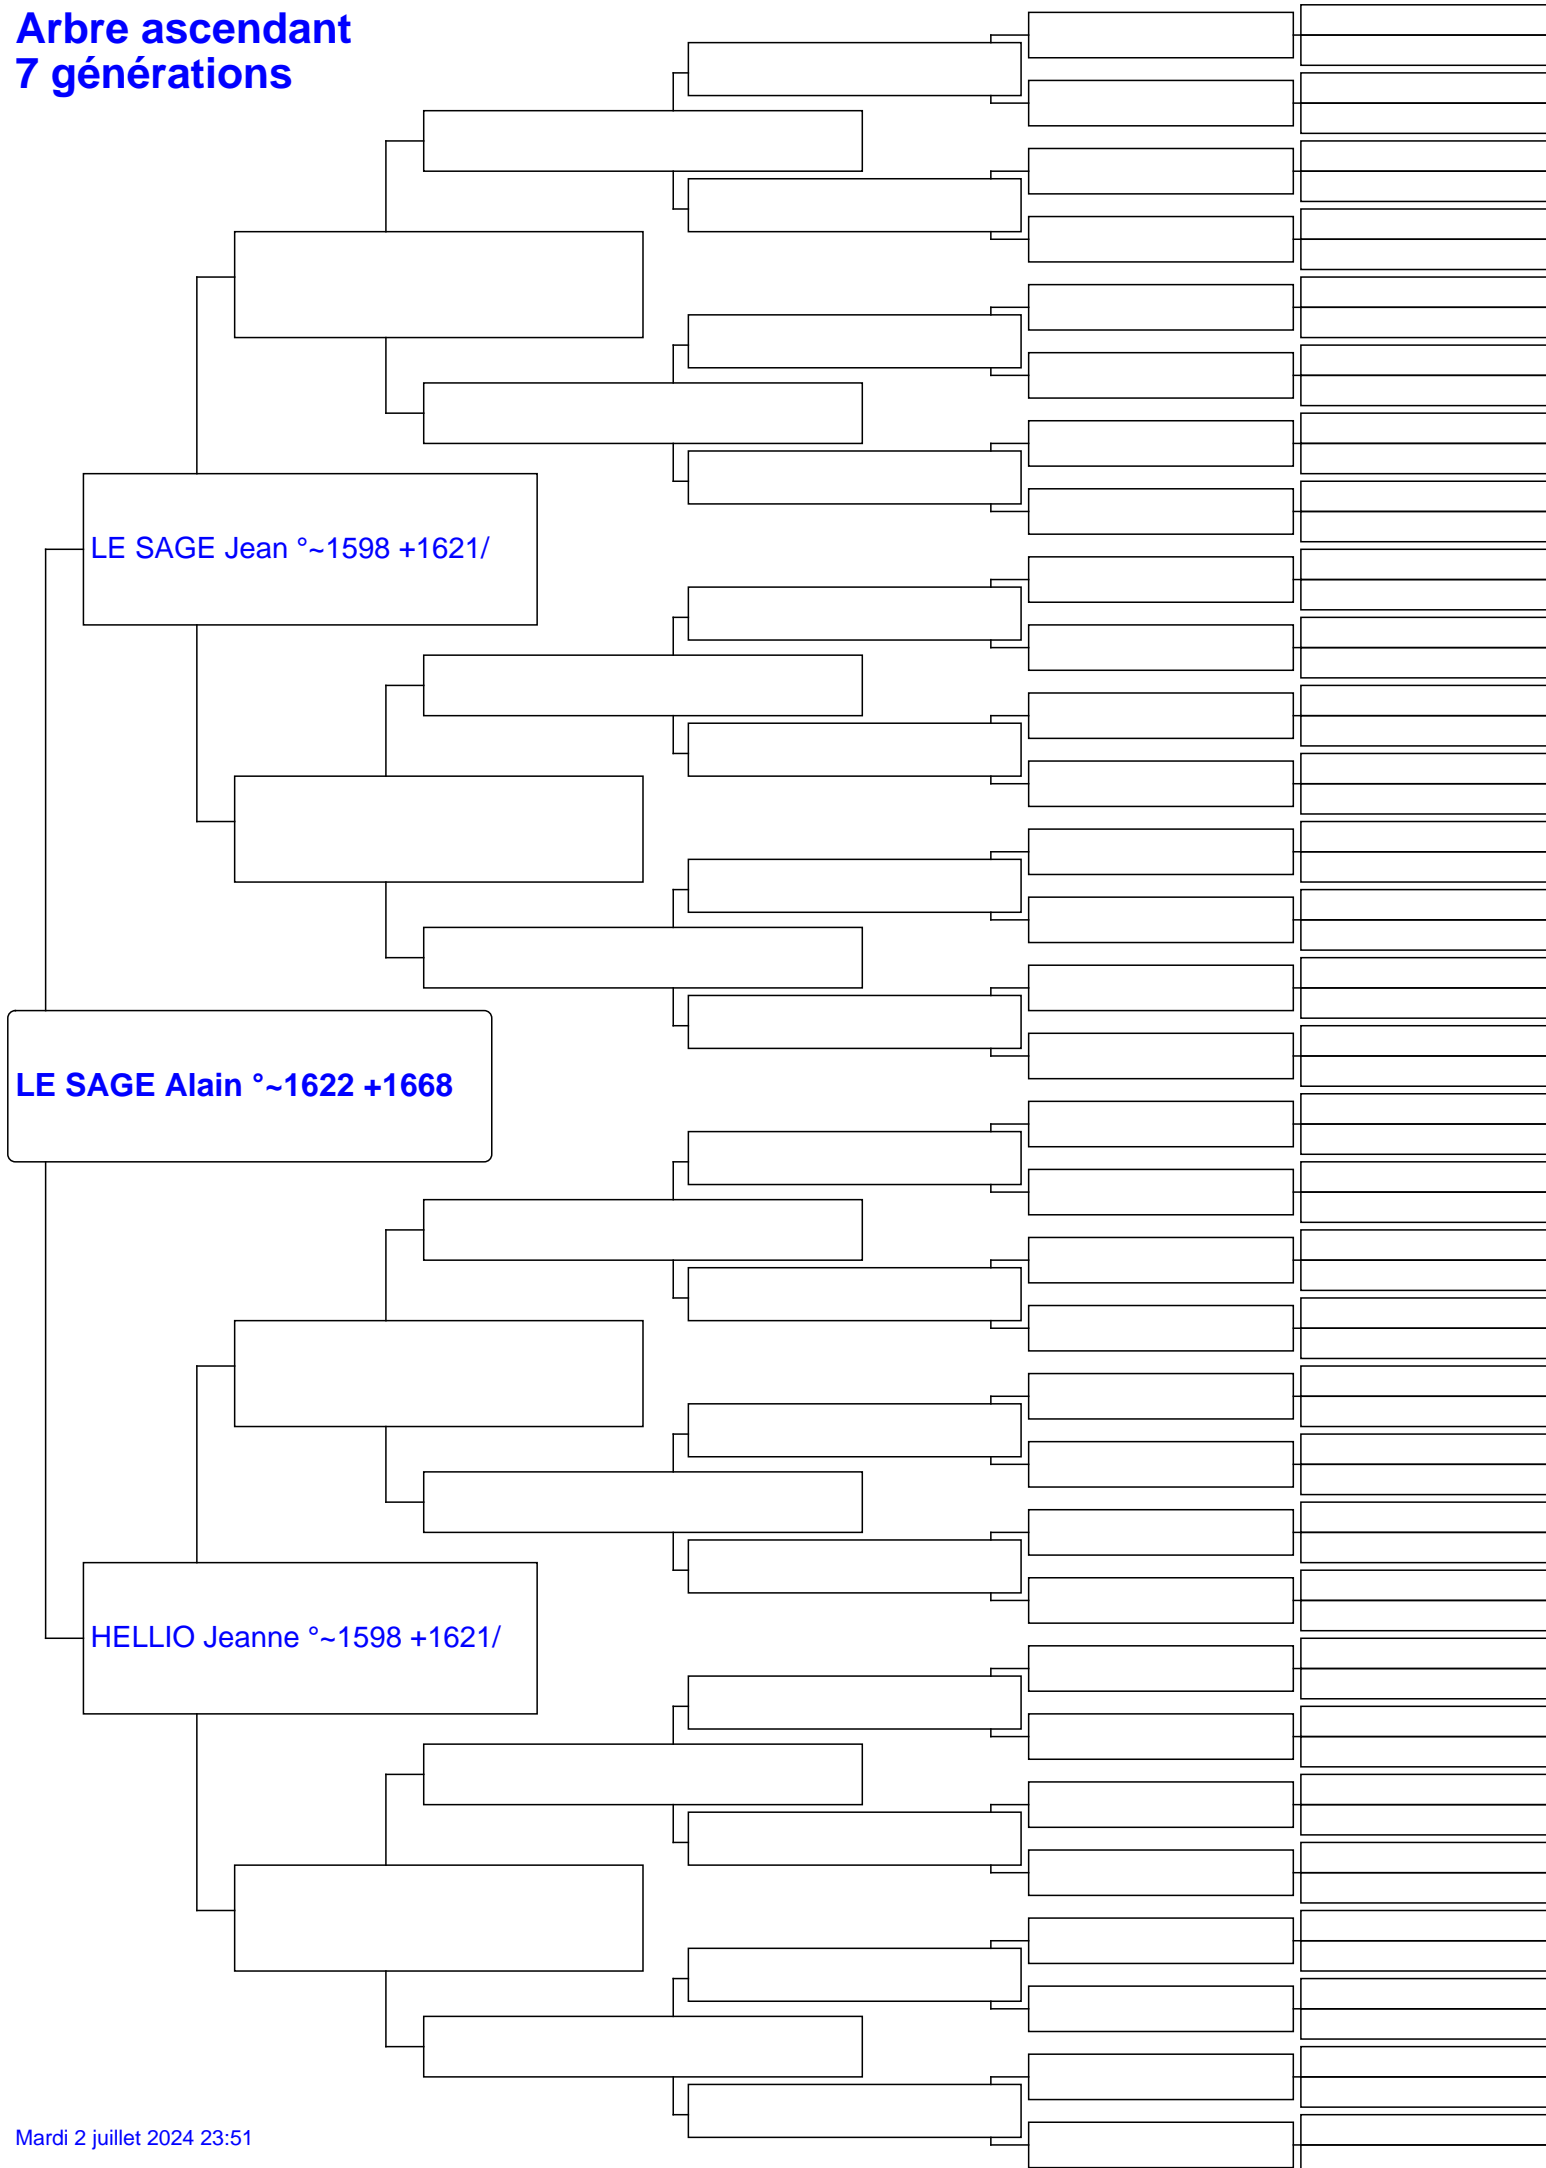 Arbre ascendant
7 générations
LE SAGE Jean °~1598 +1621/
LE SAGE Alain °~1622 +1668
HELLIO Jeanne °~1598 +1621/
Mardi 2 juillet 2024 23:51